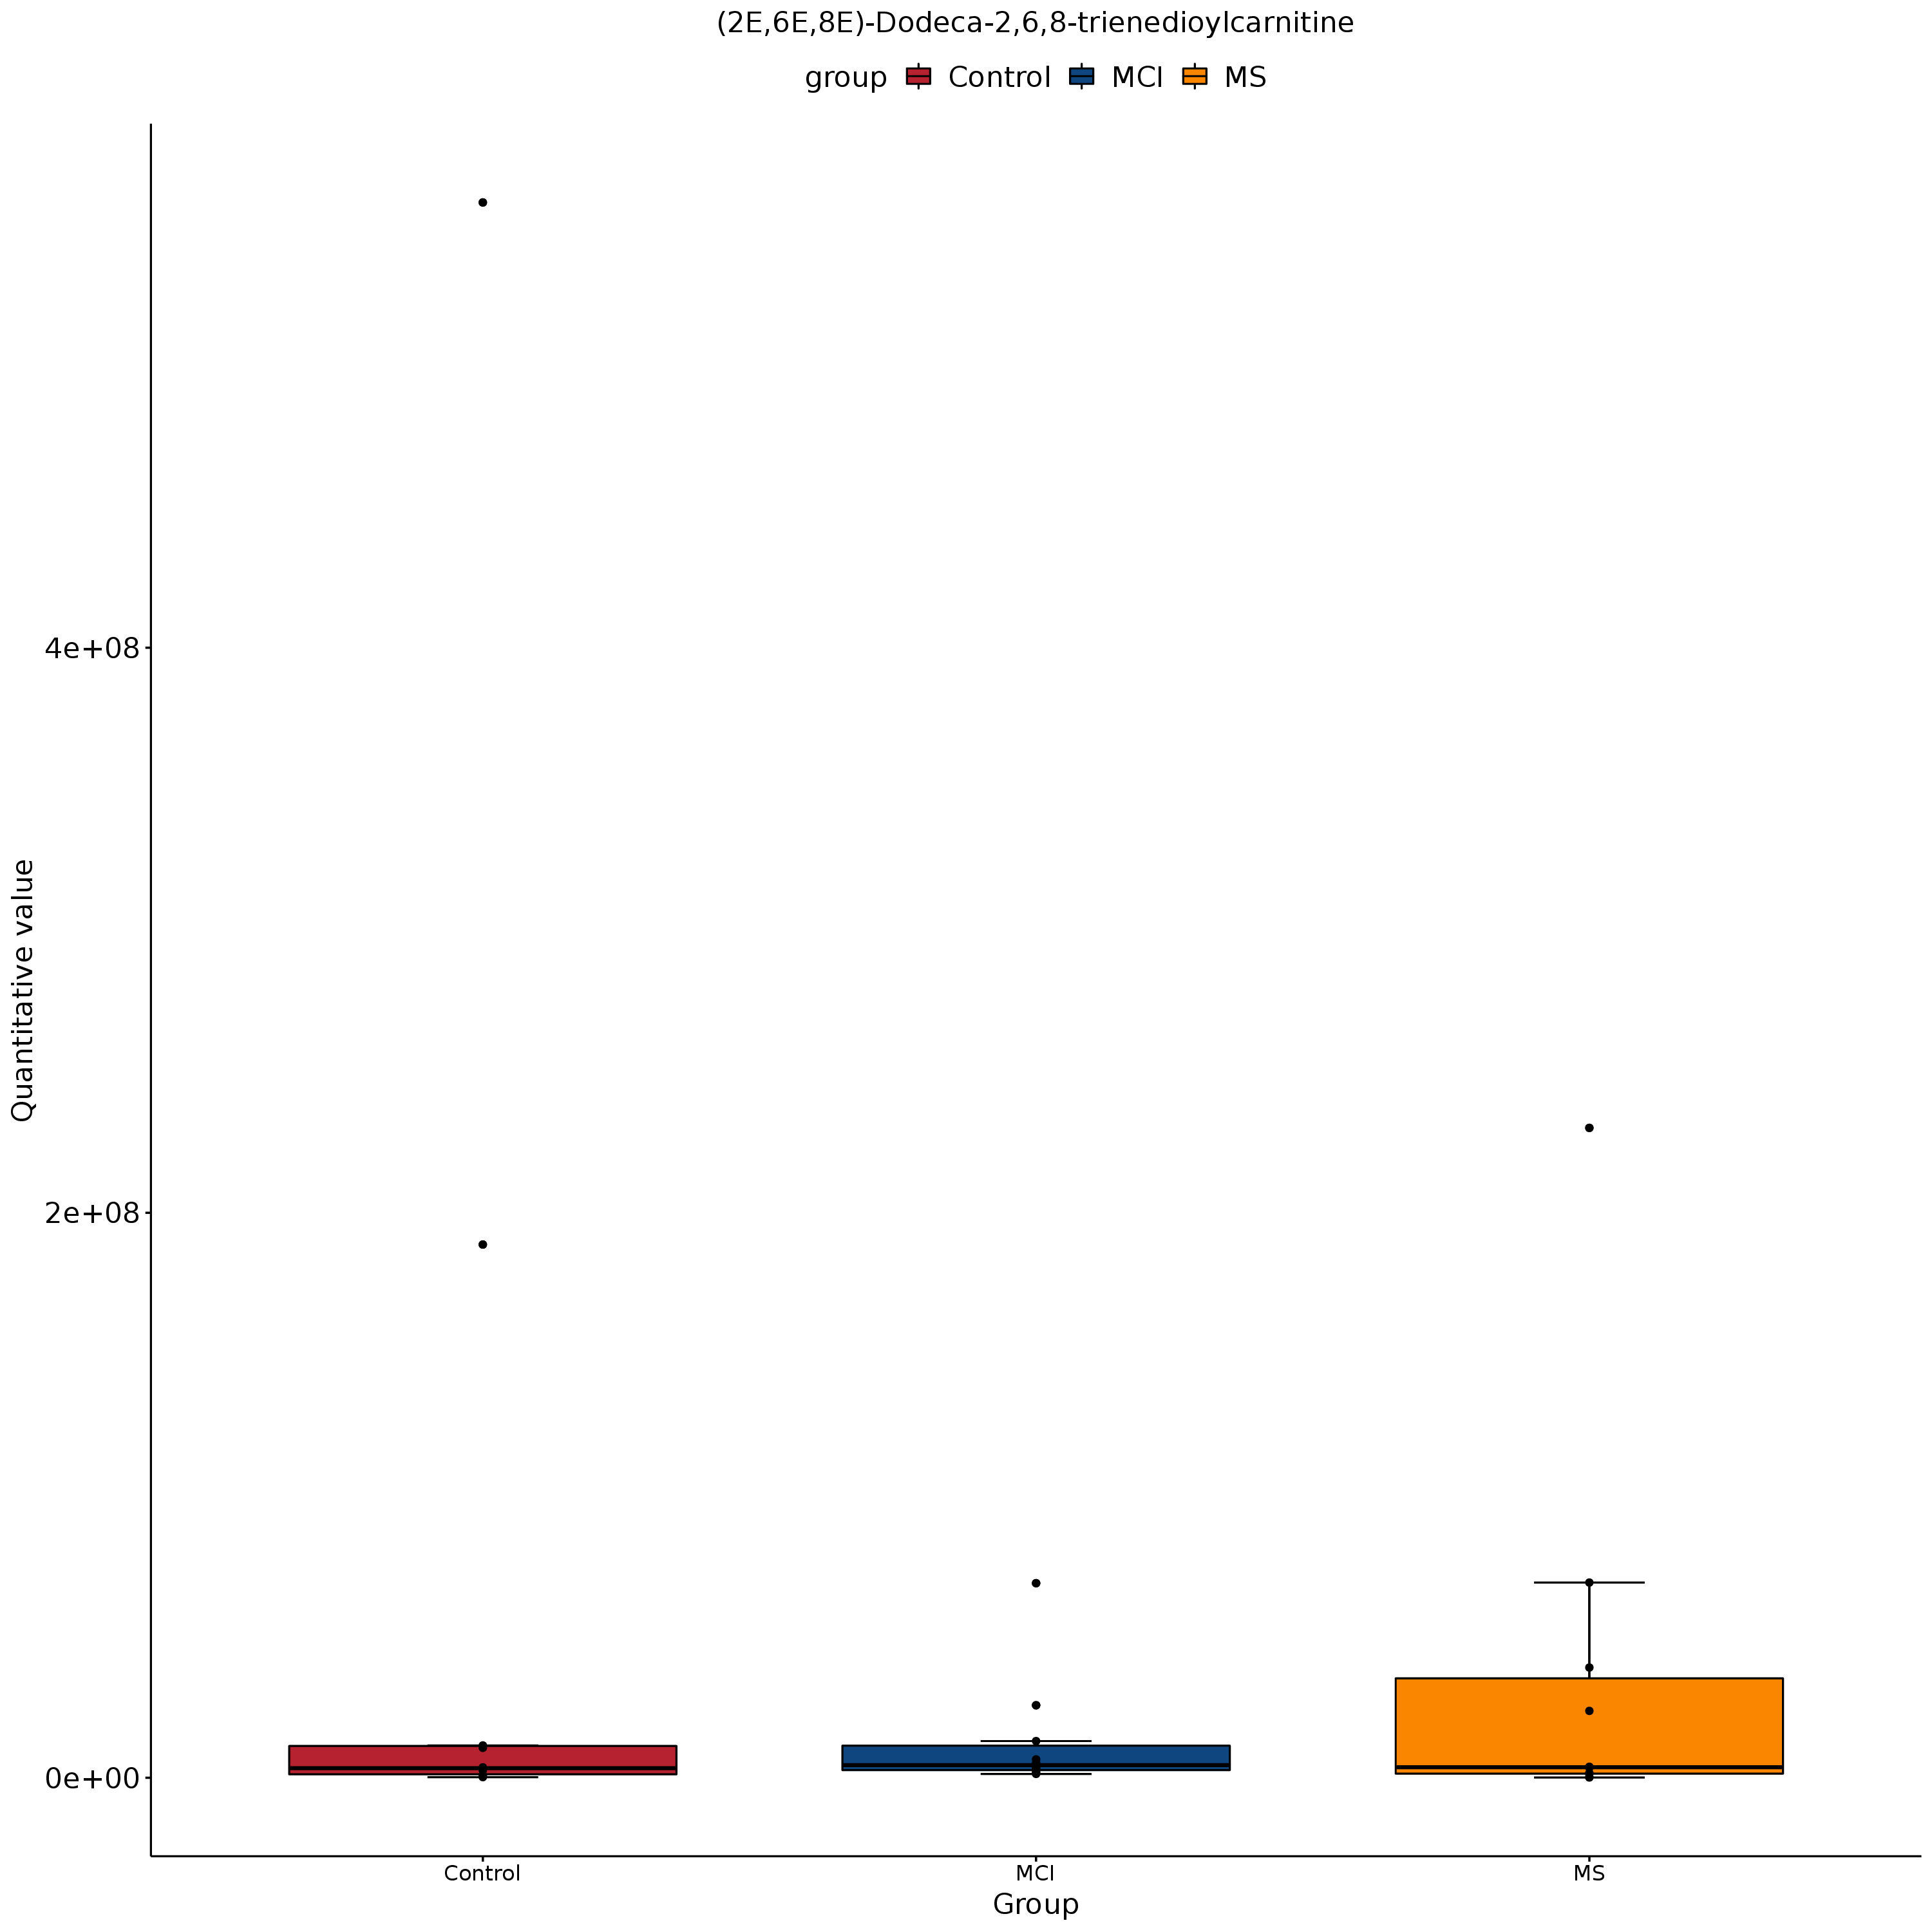 (2E,6E,8E)-Dodeca-2,6,8-trienedioylcarnitine
group Control MCI MS
Quantitative value
4e+08
2e+08
0e+00
Control MCI MS
Group